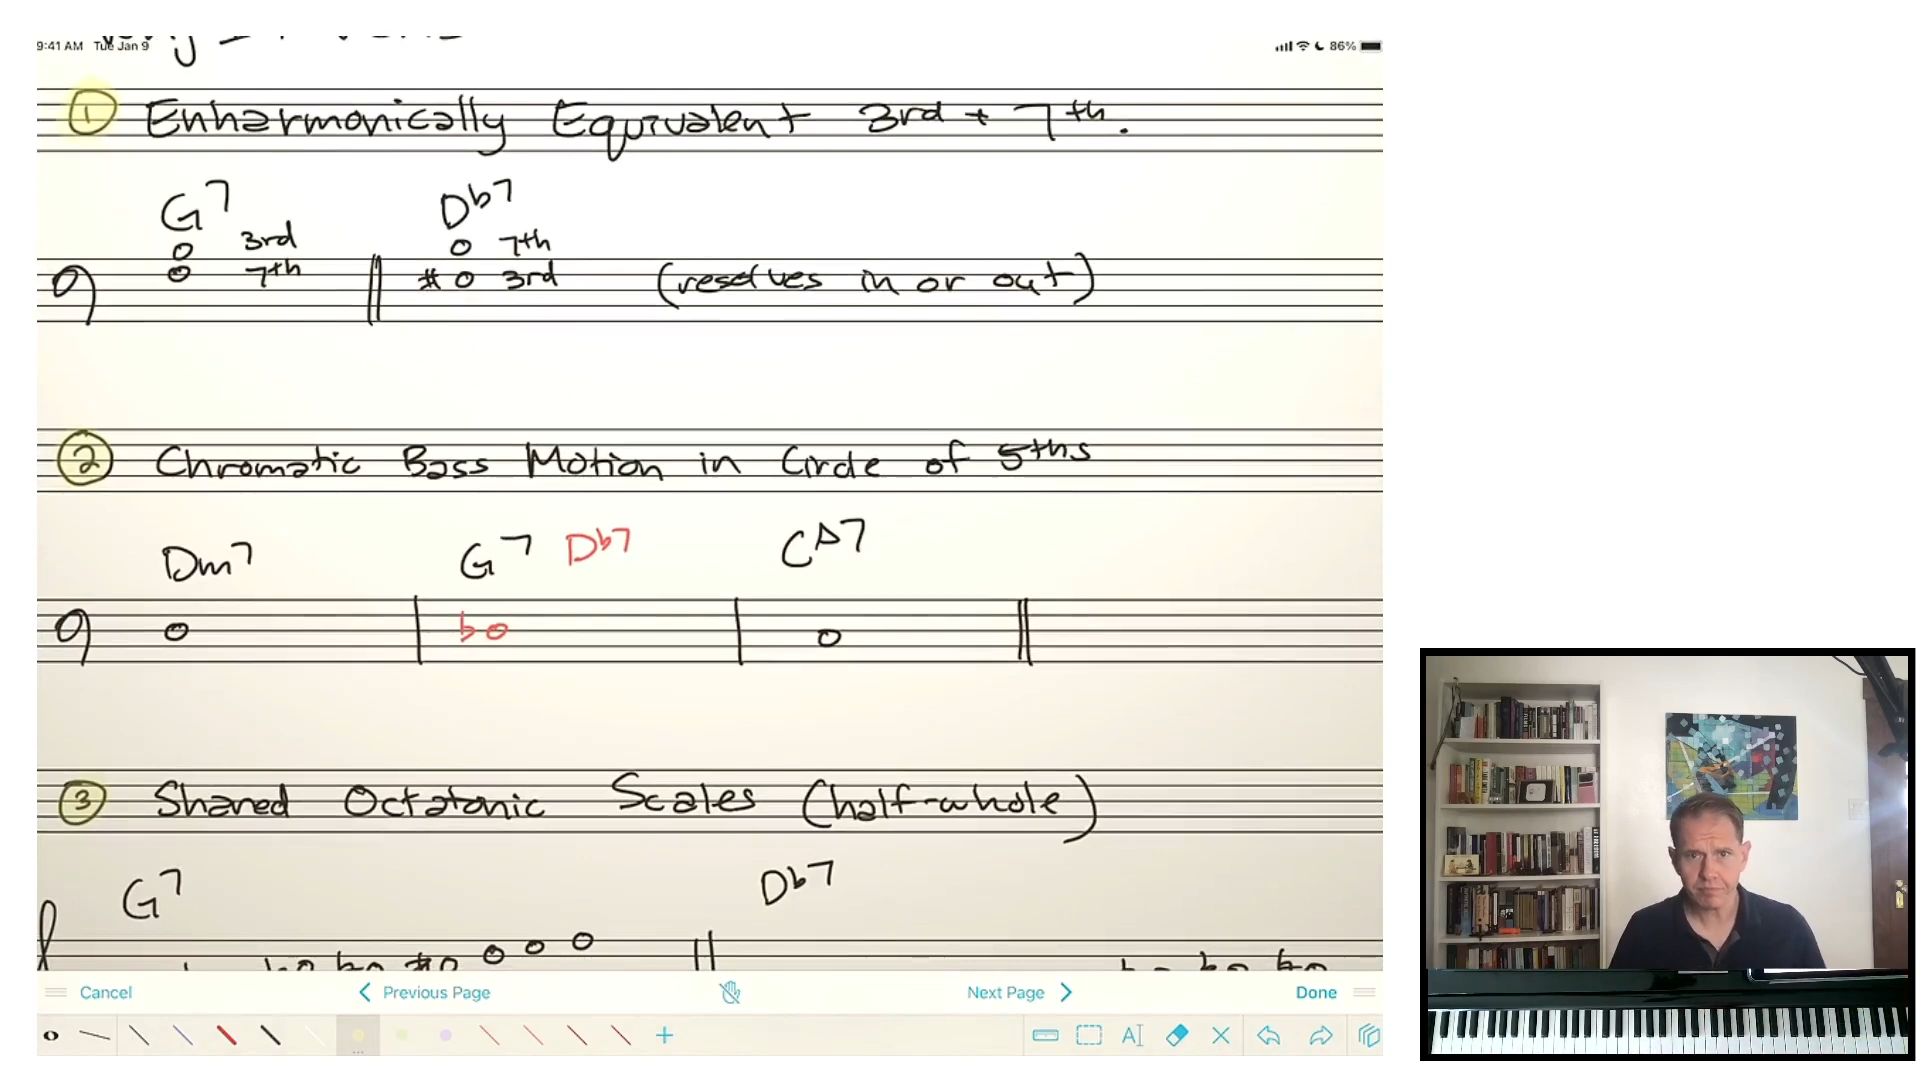 9:41 AM Tue Jan 9
86%
① Enharmonically Equivalent 3rd + 7th.
G7 Db7
3rd 7th
7th # 3rd (resolves in or out)
② Chromatic Bass Motion in Circle of 5ths
Dm7 G7 Db7 C△7
b
③ Shared Octatonic Scales (half-whole)
G7 Db7
Cancel Previous Page Next Page Done
A